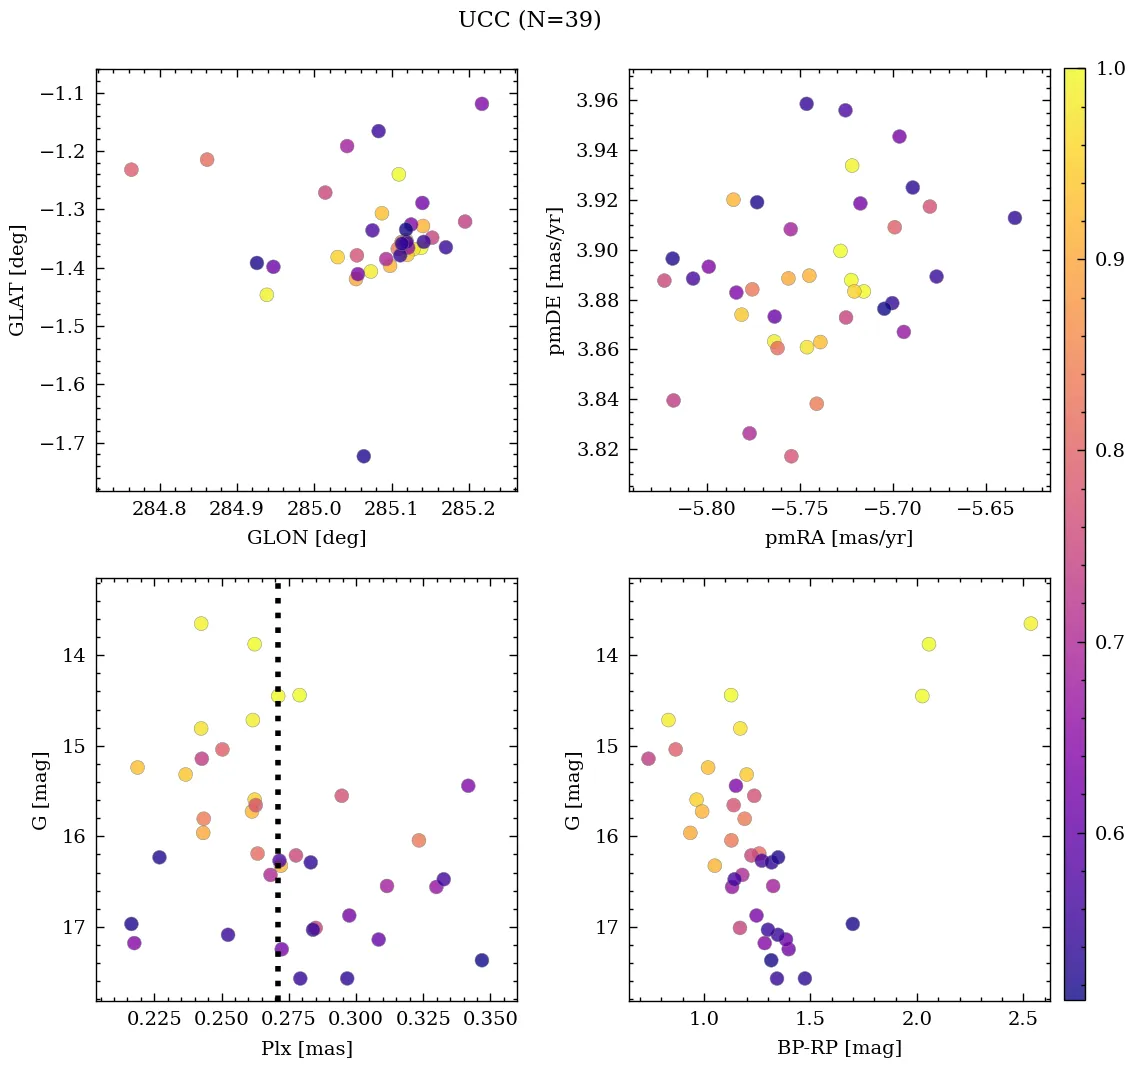 UCC (N=39)
−1.1
−1.2
−1.3
−1.4
−1.5
−1.6
−1.7
GLAT [deg]
284.8 284.9 285.0 285.1 285.2
GLON [deg]
3.96
3.94
3.92
3.90
3.88
3.86
3.84
3.82
pmDE [mas/yr]
−5.80 −5.75 −5.70 −5.65
pmRA [mas/yr]
1.0
0.9
0.8
0.7
0.6
14
15
16
17
G [mag]
0.225 0.250 0.275 0.300 0.325 0.350
Plx [mas]
14
15
16
17
G [mag]
1.0 1.5 2.0 2.5
BP-RP [mag]